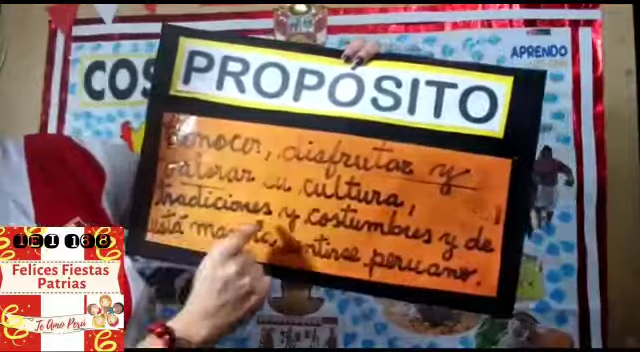 COS
PROPÓSITO
APRENDO
Conocer, disfrutar y
valorar su cultura,
tradiciones y costumbres y de
está manera, sentirse peruano.
IEI 168
Felices Fiestas
Patrias
Te Amo Perú